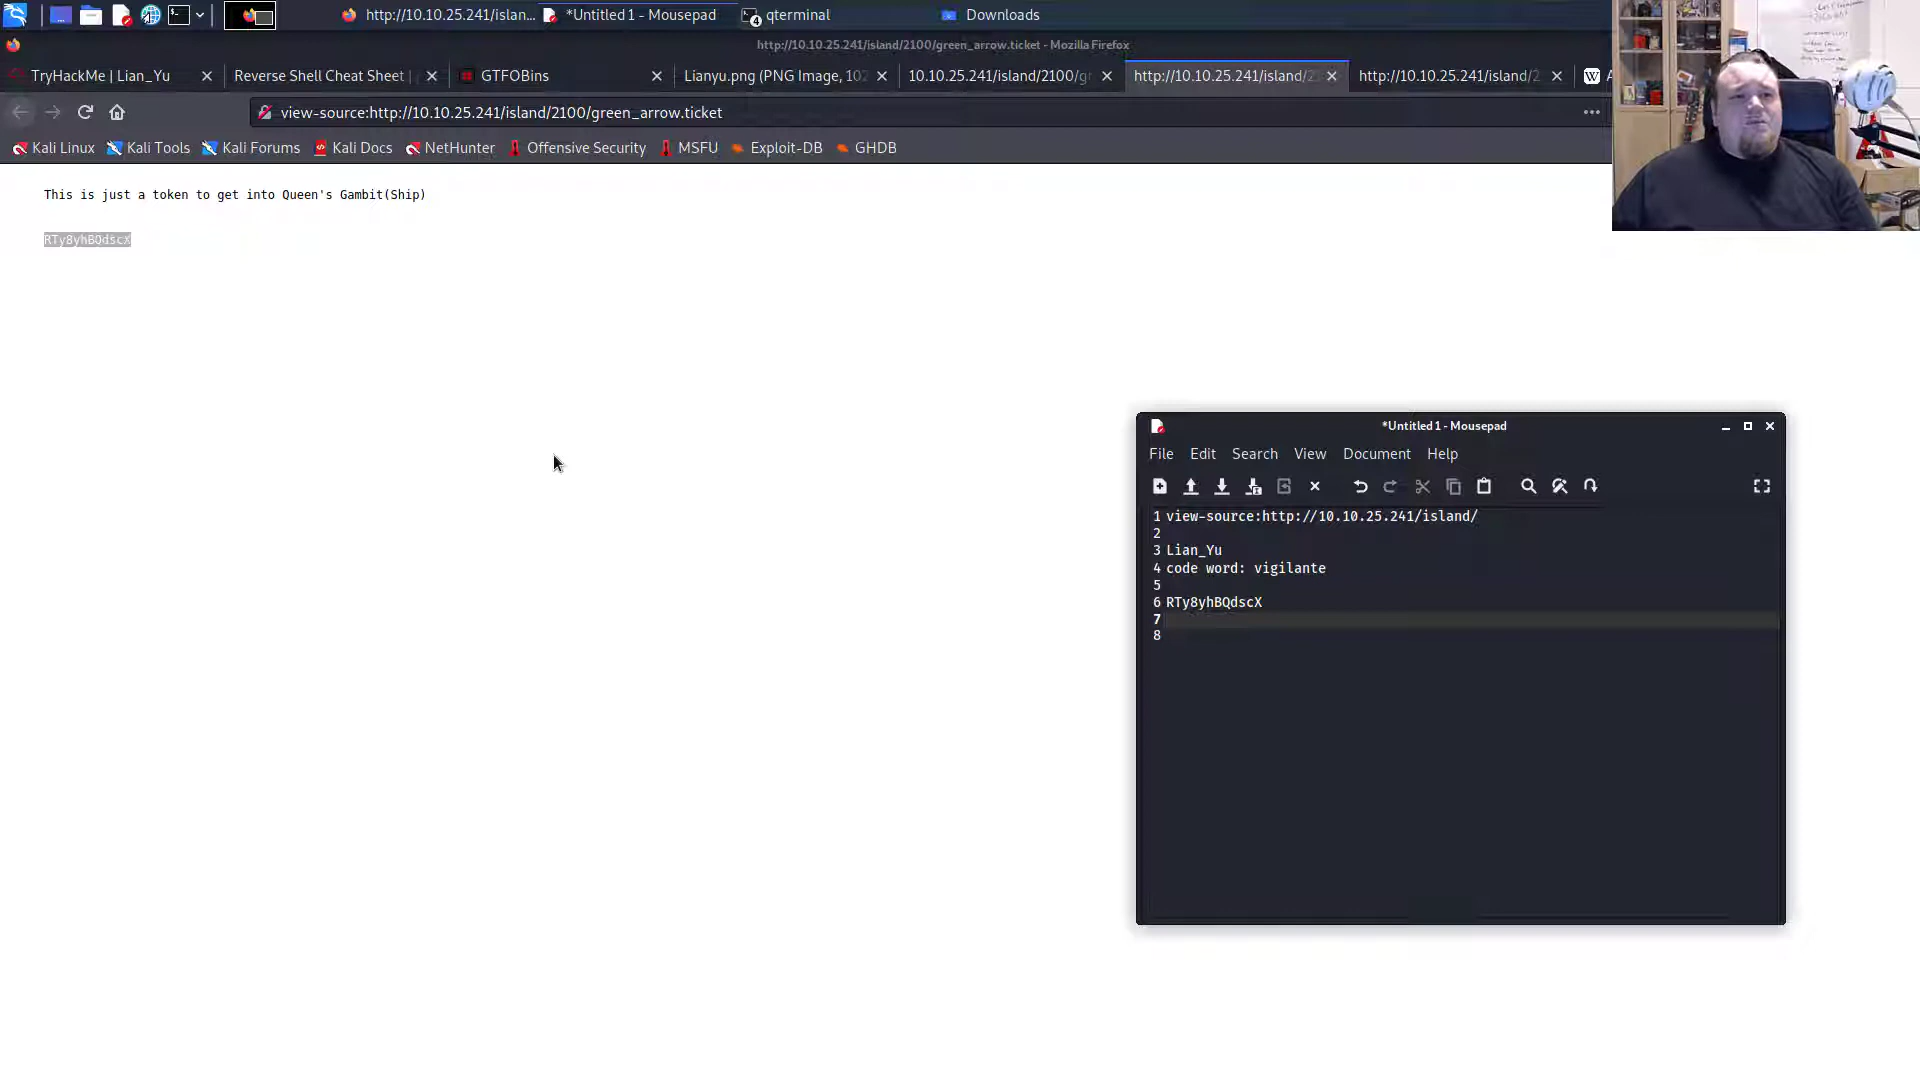 http://10.10.25.241/islan...
*Untitled 1 - Mousepad
4
qterminal
Downloads
http://10.10.25.241/island/2100/green_arrow.ticket - Mozilla Firefox
TryHackMe | Lian_Yu
Reverse Shell Cheat Sheet |
GTFOBins
Lianyu.png (PNG Image, 102
10.10.25.241/island/2100/gr
http://10.10.25.241/island/2
http://10.10.25.241/island/2
W
view-source:http://10.10.25.241/island/2100/green_arrow.ticket
Kali Linux
Kali Tools
Kali Forums
Kali Docs
NetHunter
Offensive Security
MSFU
Exploit-DB
GHDB
This is just a token to get into Queen's Gambit(Ship)
RTy8yhBQdscX
*Untitled 1 - Mousepad
File Edit Search View Document Help
1 view-source:http://10.10.25.241/island/
2
3 Lian_Yu
4 code word: vigilante
5
6 RTy8yhBQdscX
7
8